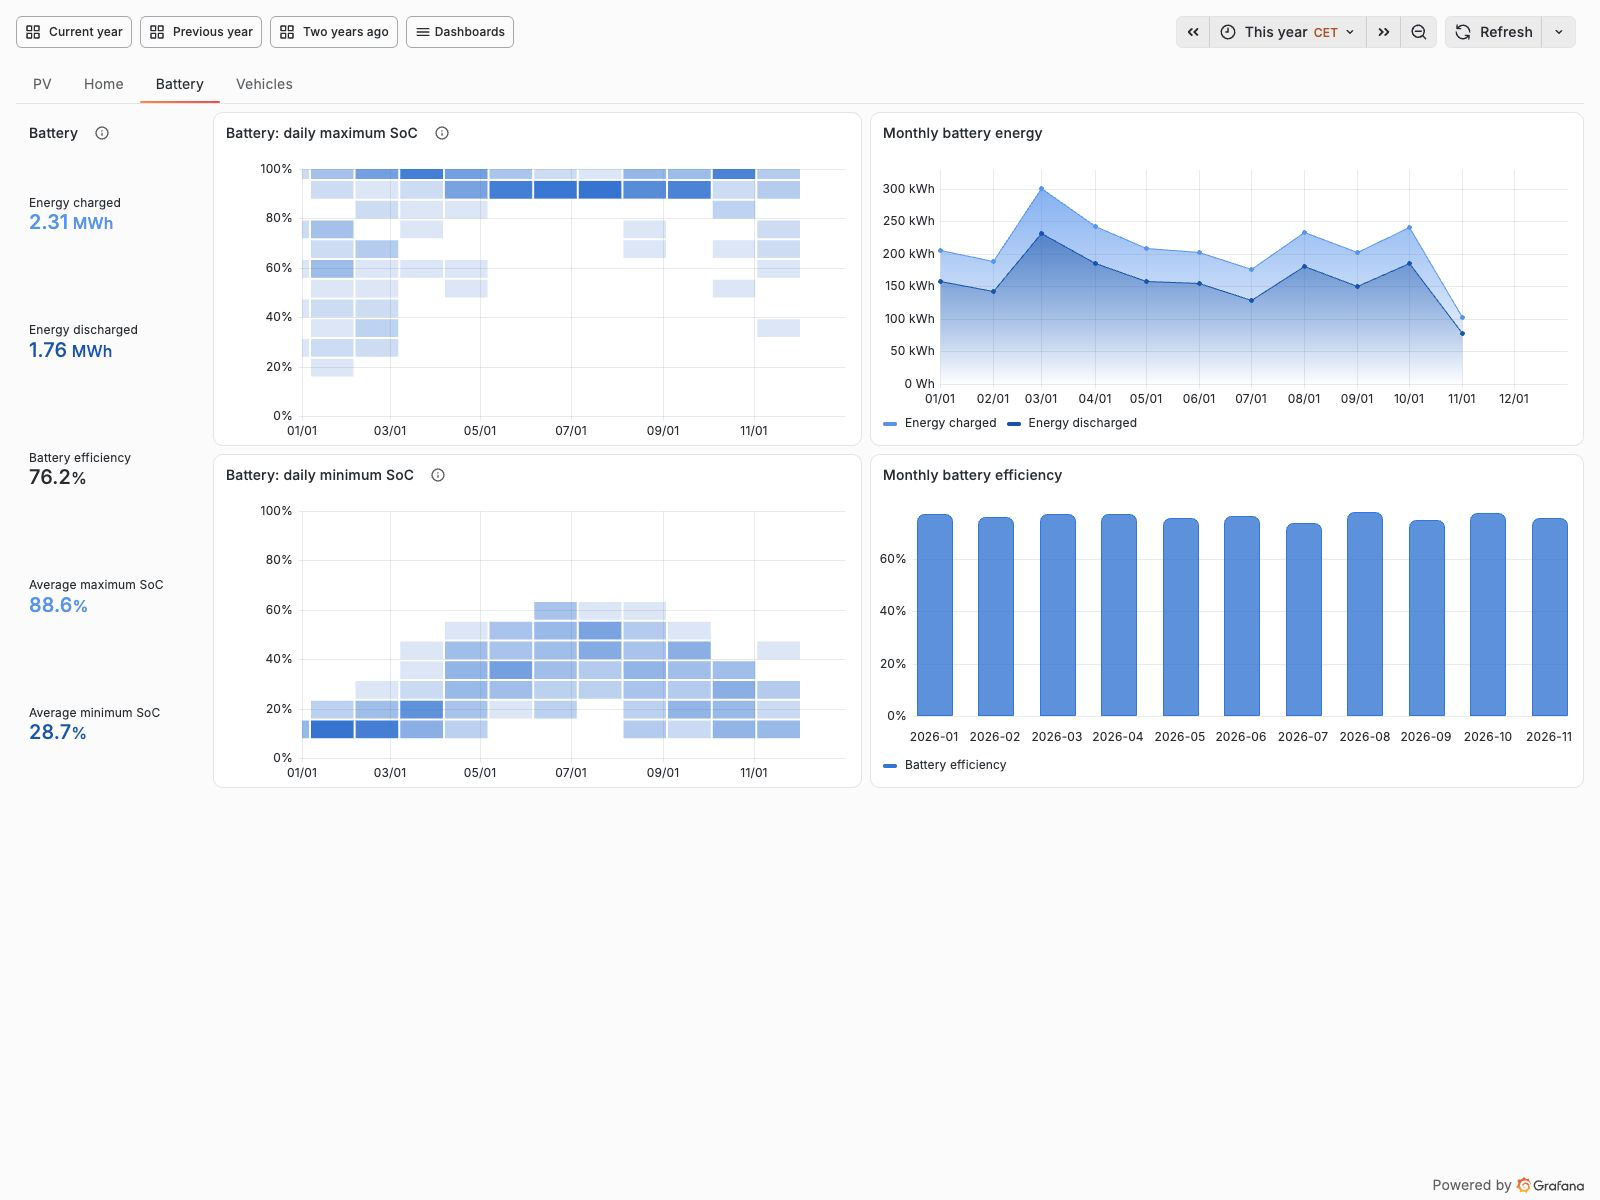 Current year
Previous year
Two years ago
Dashboards
This year CET
Refresh
PV
Home
Battery
Vehicles
Battery
Energy charged
2.31 MWh
Energy discharged
1.76 MWh
Battery efficiency
76.2%
Average maximum SoC
88.6%
Average minimum SoC
28.7%
Battery: daily maximum SoC
100%
80%
60%
40%
20%
0%
01/01 03/01 05/01 07/01 09/01 11/01
Monthly battery energy
300 kWh
250 kWh
200 kWh
150 kWh
100 kWh
50 kWh
0 Wh
01/01 02/01 03/01 04/01 05/01 06/01 07/01 08/01 09/01 10/01 11/01 12/01
Energy charged Energy discharged
Battery: daily minimum SoC
100%
80%
60%
40%
20%
0%
01/01 03/01 05/01 07/01 09/01 11/01
Monthly battery efficiency
60%
40%
20%
0%
2026-01 2026-02 2026-03 2026-04 2026-05 2026-06 2026-07 2026-08 2026-09 2026-10 2026-11
Battery efficiency
Powered by Grafana